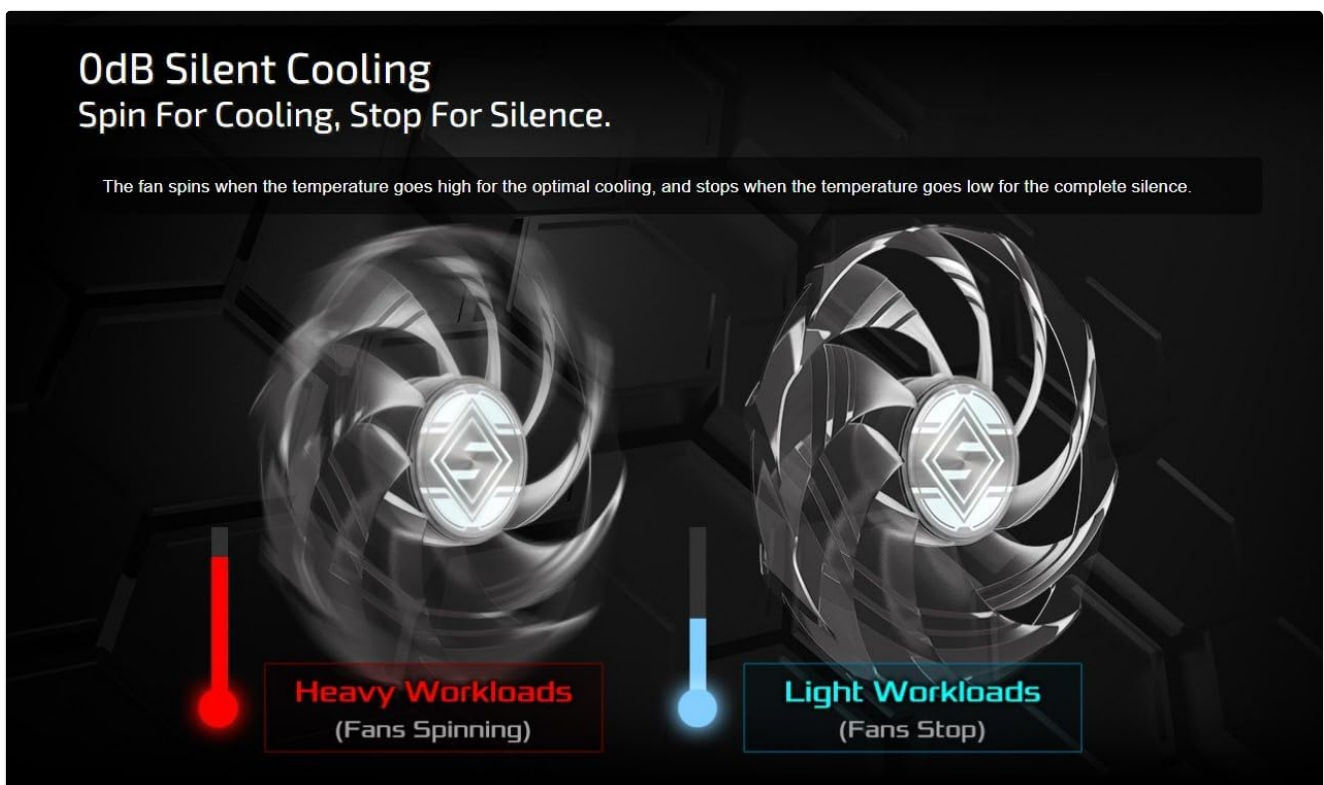 0dB Silent Cooling
Spin For Cooling, Stop For Silence.
The fan spins when the temperature goes high for the optimal cooling, and stops when the temperature goes low for the complete silence.
Heavy Workloads
(Fans Spinning)
Light Workloads
(Fans Stop)